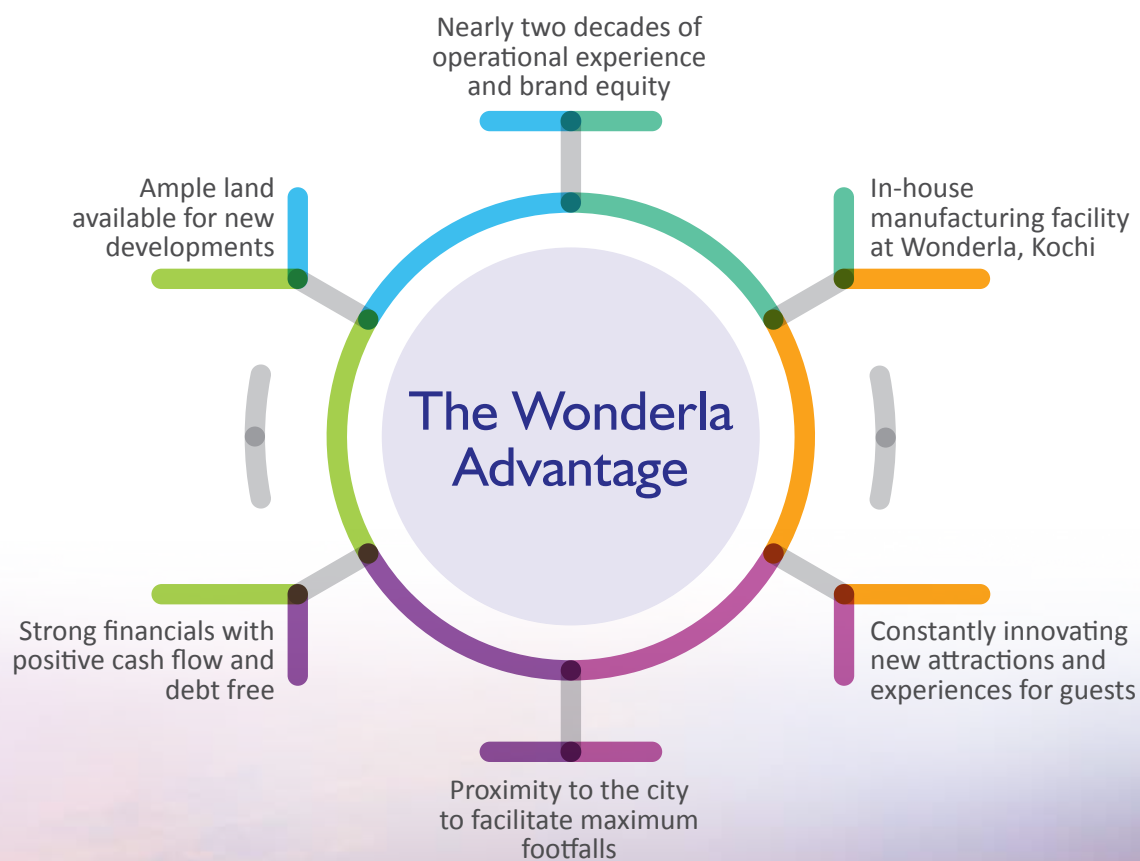 Nearly two decades of
operational experience
and brand equity
Ample land
available for new
developments
In-house
manufacturing facility
at Wonderla, Kochi
The Wonderla
Advantage
Strong financials with
positive cash flow and
debt free
Constantly innovating
new attractions and
experiences for guests
Proximity to the city
to facilitate maximum
footfalls